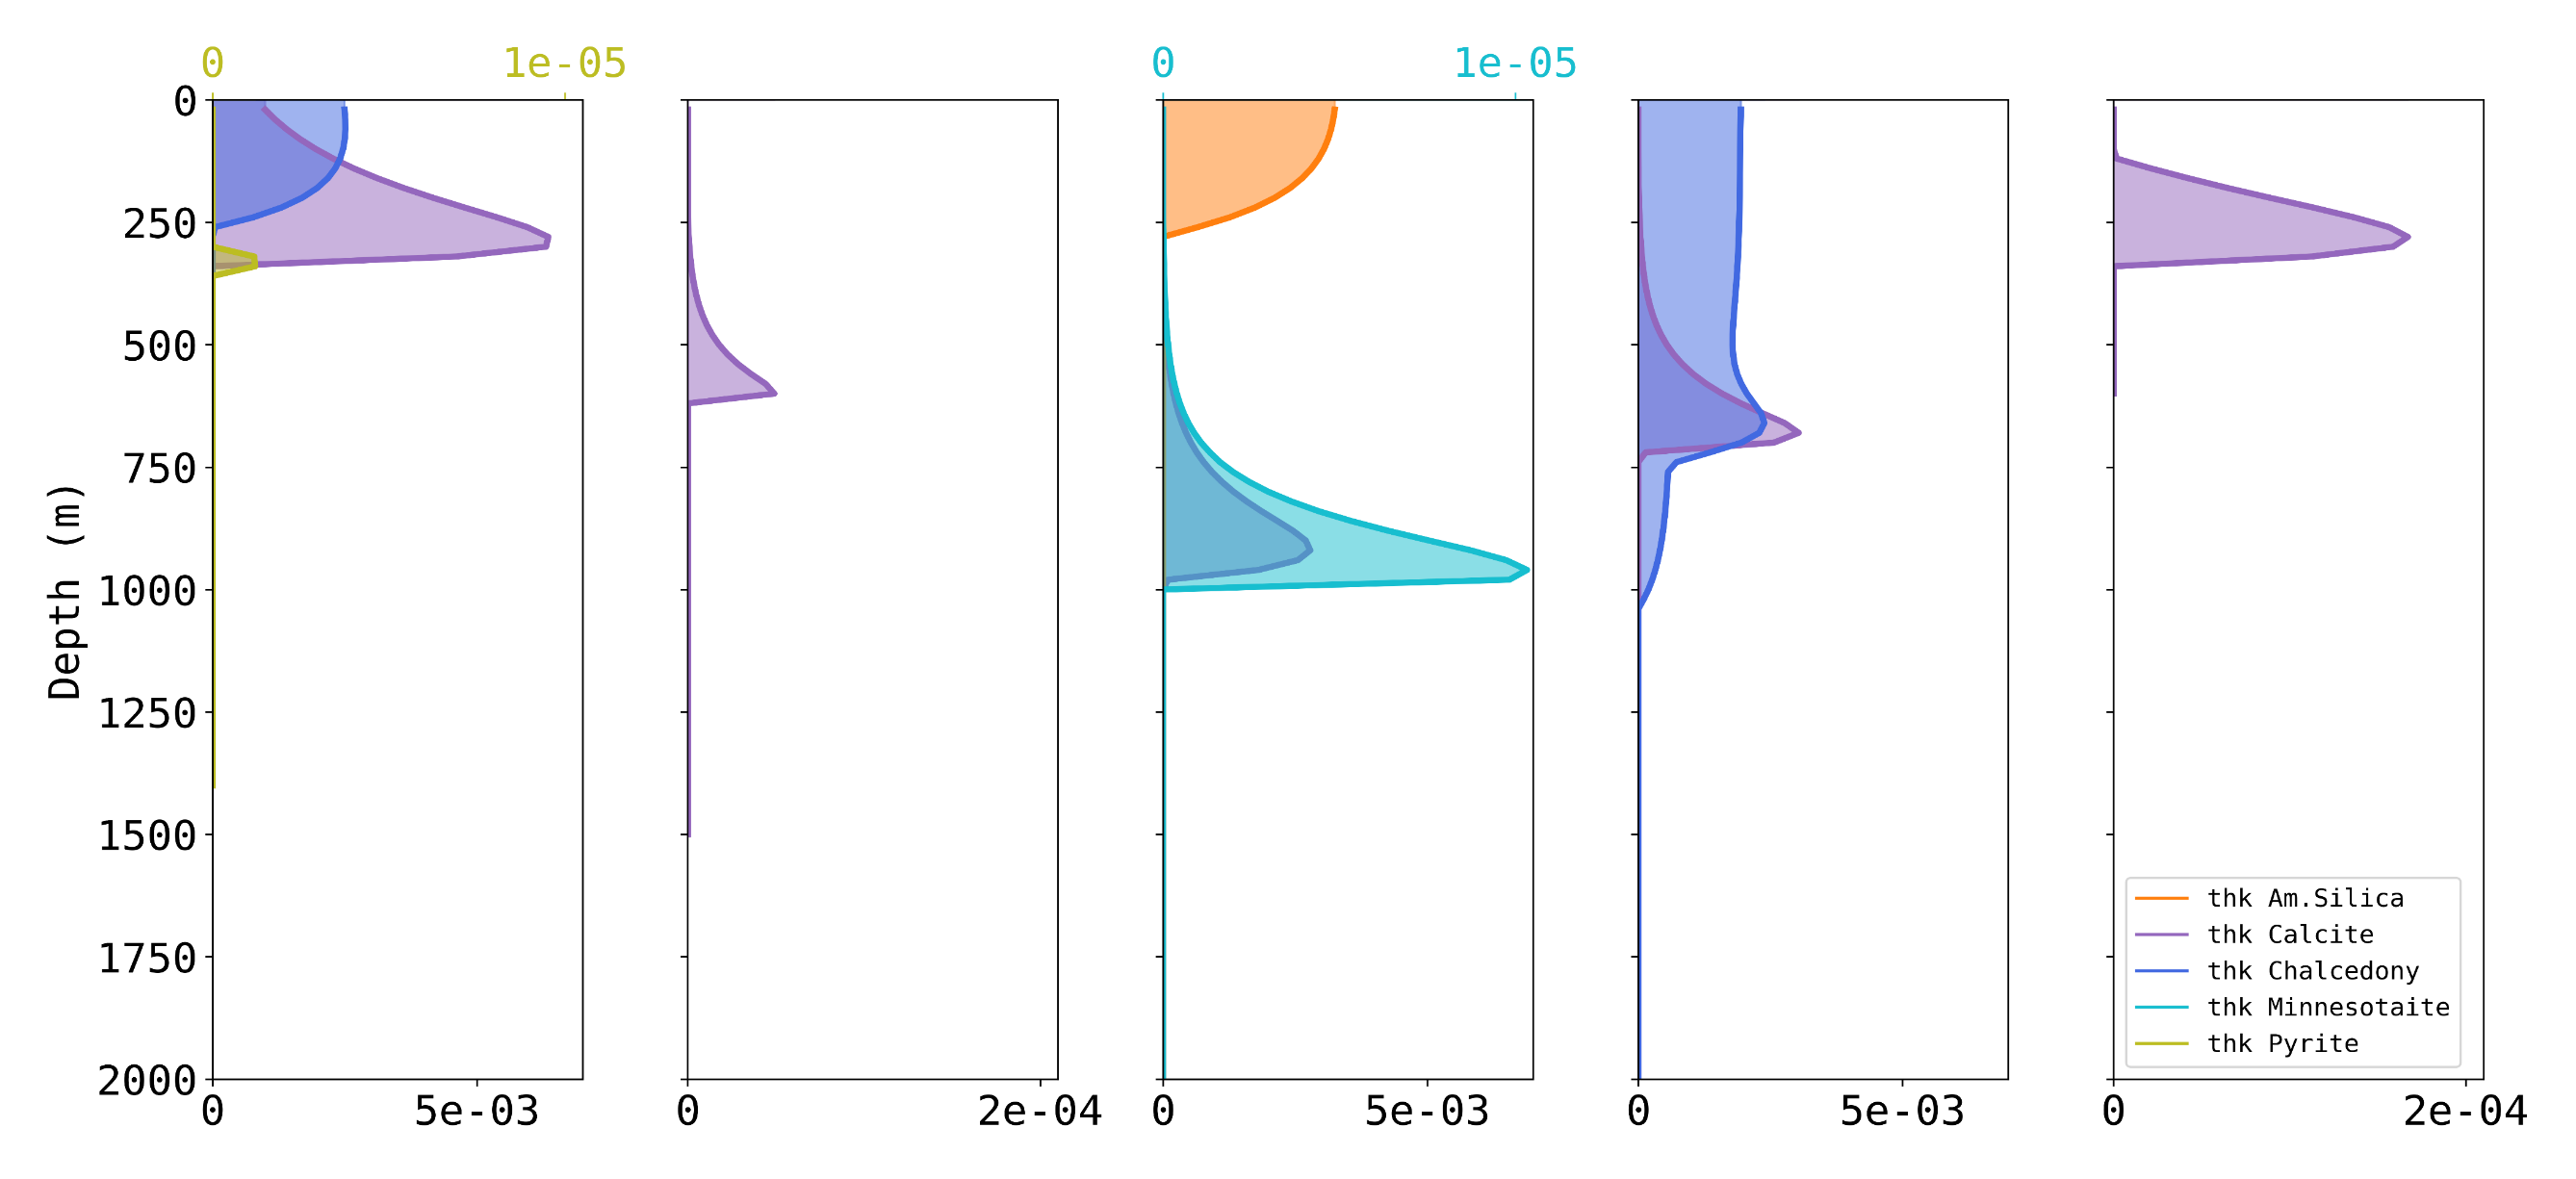 0 1e-05 0 1e-05
0
250
500
750
1000
1250
1500
1750
2000
Depth (m)
0 5e-03 0 2e-04 0 5e-03 0 5e-03 0 2e-04
thk Am.Silica
thk Calcite
thk Chalcedony
thk Minnesotaite
thk Pyrite